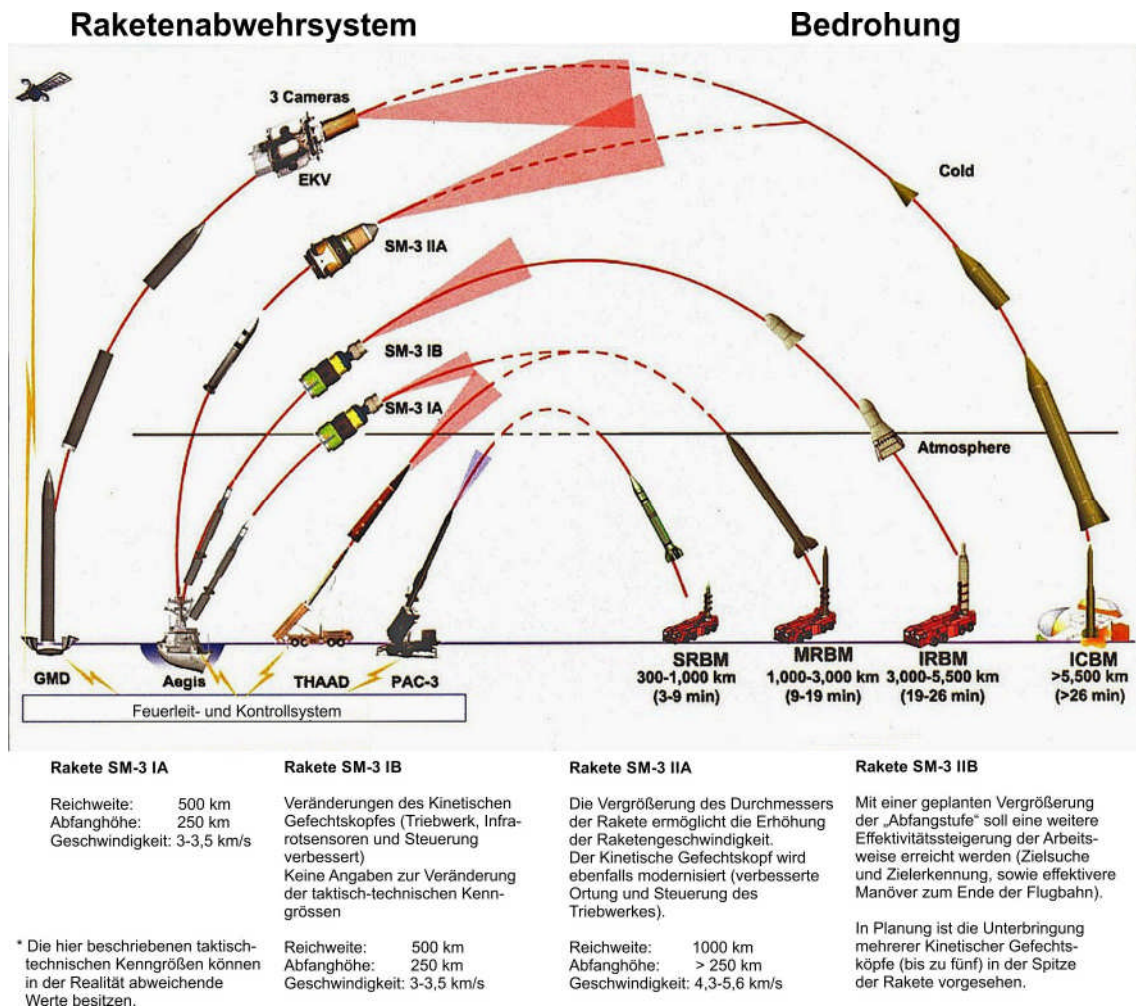 Raketenabwehrsystem
Bedrohung
3 Cameras
EKV
Cold
SM-3 IIA
SM-3 IB
SM-3 IA
Atmosphere
GMD
Aegis
THAAD
PAC-3
SRBM
300-1,000 km
(3-9 min)
MRBM
1,000-3,000 km
(9-19 min)
IRBM
3,000-5,500 km
(19-26 min)
ICBM
>5,500 km
(>26 min)
Feuerleit- und Kontrollsystem
Rakete SM-3 IA
Reichweite: 500 km
Abfanghöhe: 250 km
Geschwindigkeit: 3-3,5 km/s
* Die hier beschriebenen taktisch-
technischen Kenngrößen können
in der Realität abweichende
Werte besitzen.
Rakete SM-3 IB
Veränderungen des Kinetischen
Gefechtskopfes (Triebwerk, Infra-
rotsensoren und Steuerung
verbessert)
Keine Angaben zur Veränderung
der taktisch-technischen Kenn-
grössen
Reichweite: 500 km
Abfanghöhe: 250 km
Geschwindigkeit: 3-3,5 km/s
Rakete SM-3 IIA
Die Vergrößerung des Durchmessers
der Rakete ermöglicht die Erhöhung
der Raketengeschwindigkeit.
Der Kinetische Gefechtskopf wird
ebenfalls modernisiert (verbesserte
Ortung und Steuerung des
Triebwerkes).
Reichweite: 1000 km
Abfanghöhe: > 250 km
Geschwindigkeit: 4,3-5,6 km/s
Rakete SM-3 IIB
Mit einer geplanten Vergrößerung
der „Abfangstufe“ soll eine weitere
Effektivitätssteigerung der Arbeits-
weise erreicht werden (Zielsuche
und Zielerkennung, sowie effektivere
Manöver zum Ende der Flugbahn).
In Planung ist die Unterbringung
mehrerer Kinetischer Gefechts-
köpfe (bis zu fünf) in der Spitze
der Rakete vorgesehen.